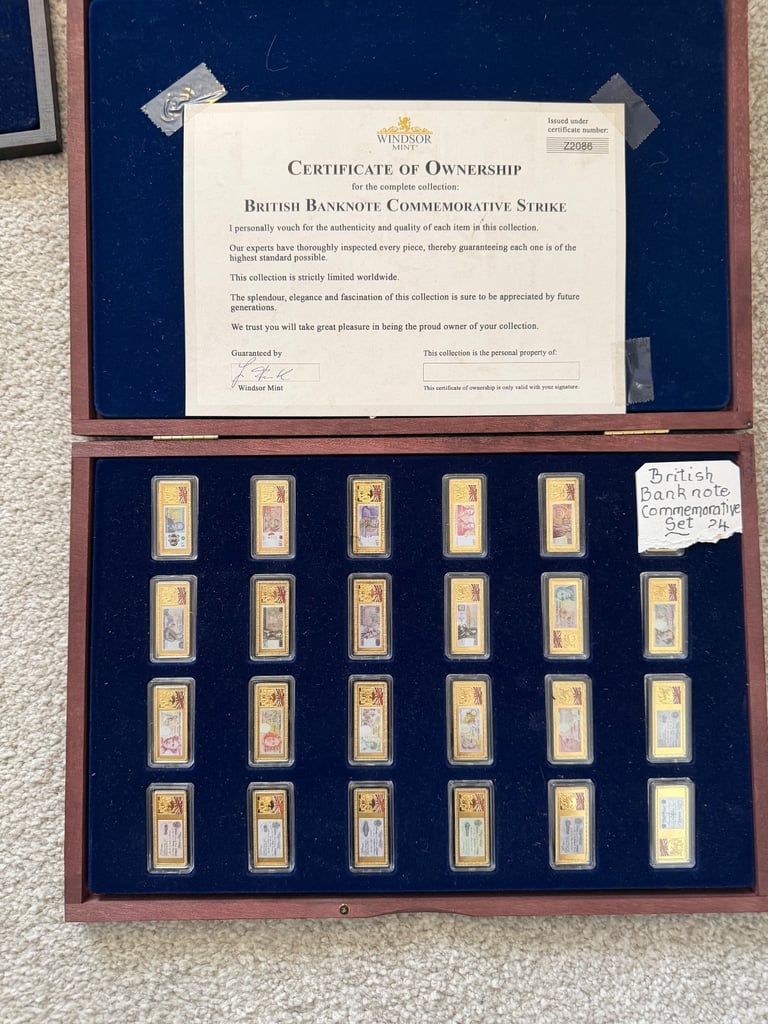 WINDSOR
MINT
Issued under
certificate number:
Z2086
CERTIFICATE OF OWNERSHIP
for the complete collection:
BRITISH BANKNOTE COMMEMORATIVE STRIKE
I personally vouch for the authenticity and quality of each item in this collection.
Our experts have thoroughly inspected every piece, thereby guaranteeing each one is of the
highest standard possible.
This collection is strictly limited worldwide.
The splendour, elegance and fascination of this collection is sure to be appreciated by future
generations.
We trust you will take great pleasure in being the proud owner of your collection.
Guaranteed by
Windsor Mint
This collection is the personal property of:
This certificate of ownership is only valid with your signature.
British
Bank note
Commemorative
Set 24